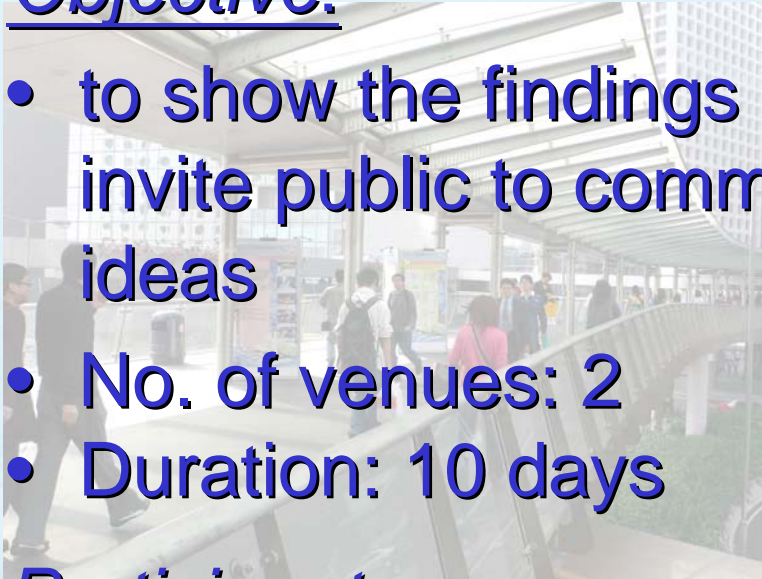 Objective:
• to show the findings
invite public to comm
ideas
• No. of venues: 2
• Duration: 10 days